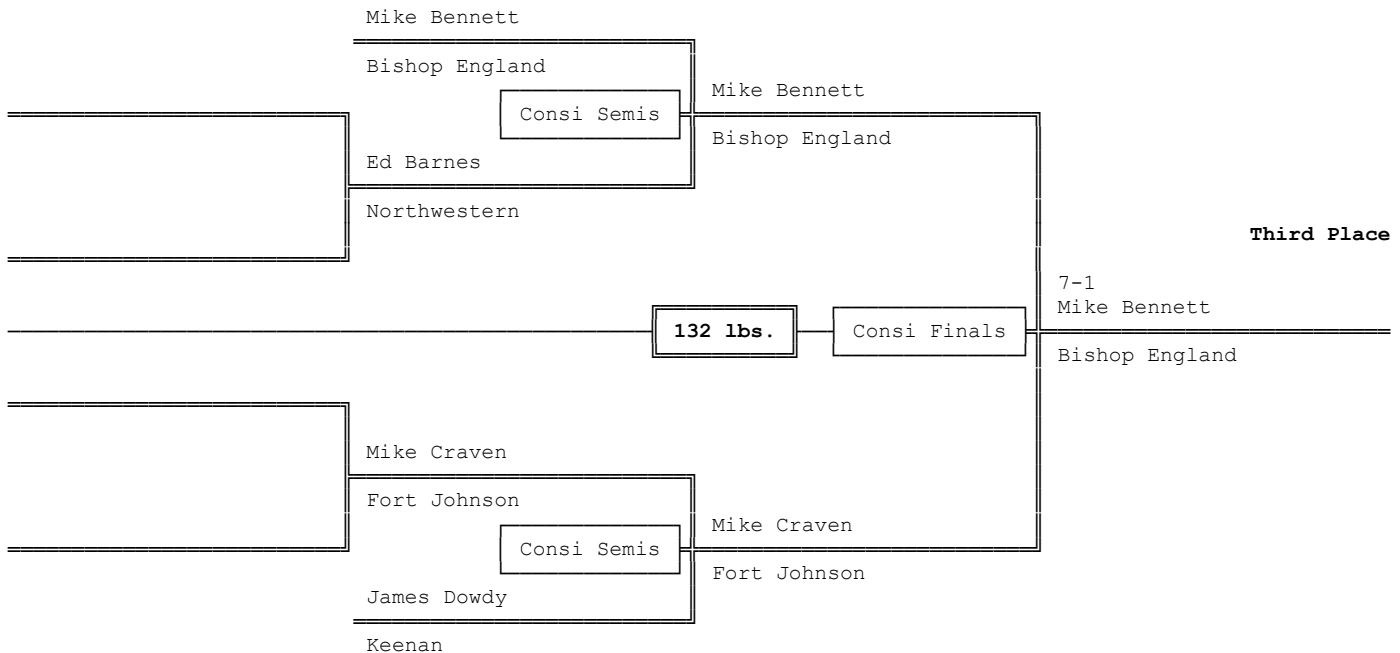 Mike Bennett
Bishop England
Consi Semis
Mike Bennett
Bishop England
Ed Barnes
Northwestern
Third Place
7-1
Mike Bennett
132 lbs.
Consi Finals
Bishop England
Mike Craven
Fort Johnson
Consi Semis
Mike Craven
Fort Johnson
James Dowdy
Keenan